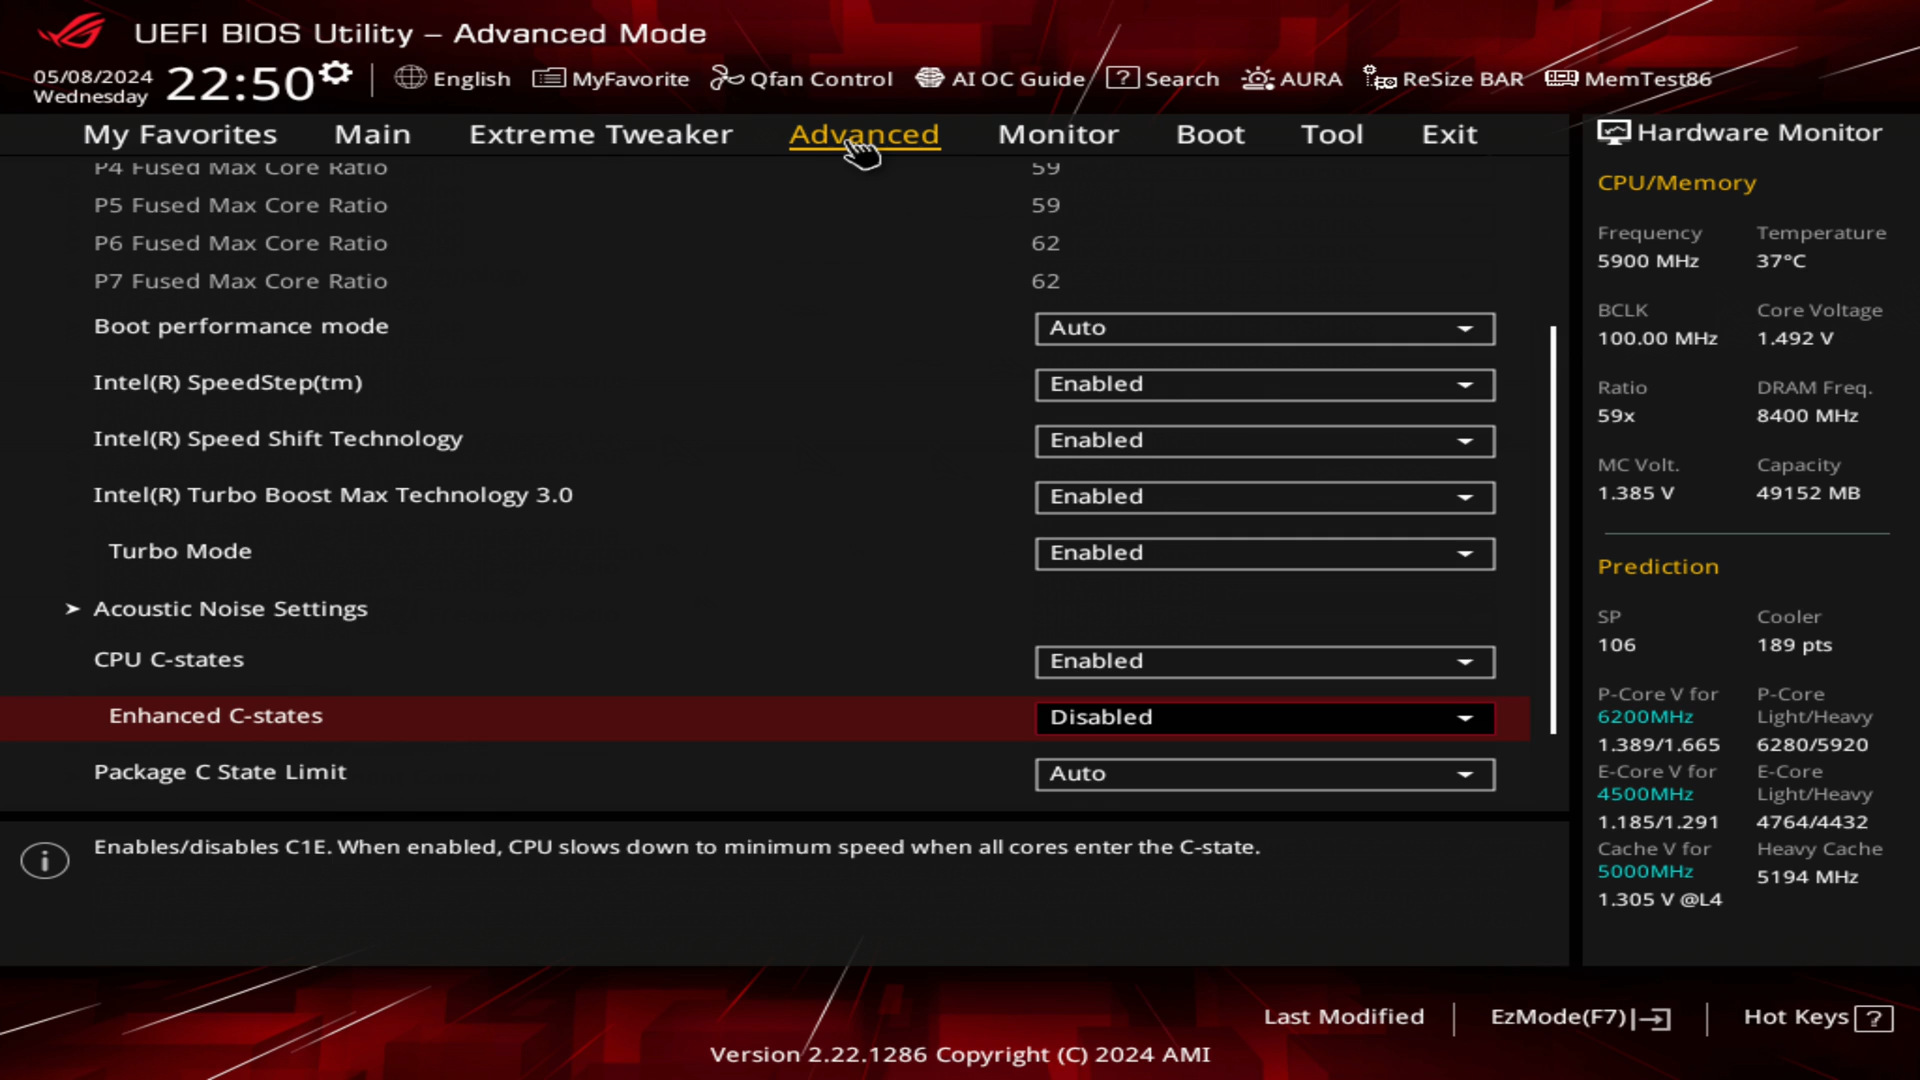 UEFI BIOS Utility – Advanced Mode
05/08/2024
Wednesday
22:50
English
MyFavorite
Qfan Control
AI OC Guide
? Search
AURA
ReSize BAR
MemTest86
My Favorites
Main
Extreme Tweaker
Advanced
Monitor
Boot
Tool
Exit
P4 Fused Max Core Ratio 59
P5 Fused Max Core Ratio 59
P6 Fused Max Core Ratio 62
P7 Fused Max Core Ratio 62
Boot performance mode Auto
Intel(R) SpeedStep(tm) Enabled
Intel(R) Speed Shift Technology Enabled
Intel(R) Turbo Boost Max Technology 3.0 Enabled
Turbo Mode Enabled
Acoustic Noise Settings
CPU C-states Enabled
Enhanced C-states Disabled
Package C State Limit Auto
i Enables/disables C1E. When enabled, CPU slows down to minimum speed when all cores enter the C-state.
Hardware Monitor
CPU/Memory
Frequency Temperature
5900 MHz 37°C
BCLK Core Voltage
100.00 MHz 1.492 V
Ratio DRAM Freq.
59x 8400 MHz
MC Volt. Capacity
1.385 V 49152 MB
Prediction
SP Cooler
106 189 pts
P-Core V for P-Core
6200MHz Light/Heavy
1.389/1.665 6280/5920
E-Core V for E-Core
4500MHz Light/Heavy
1.185/1.291 4764/4432
Cache V for Heavy Cache
5000MHz 5194 MHz
1.305 V @L4
Last Modified
EzMode(F7)
Hot Keys ?
Version 2.22.1286 Copyright (C) 2024 AMI